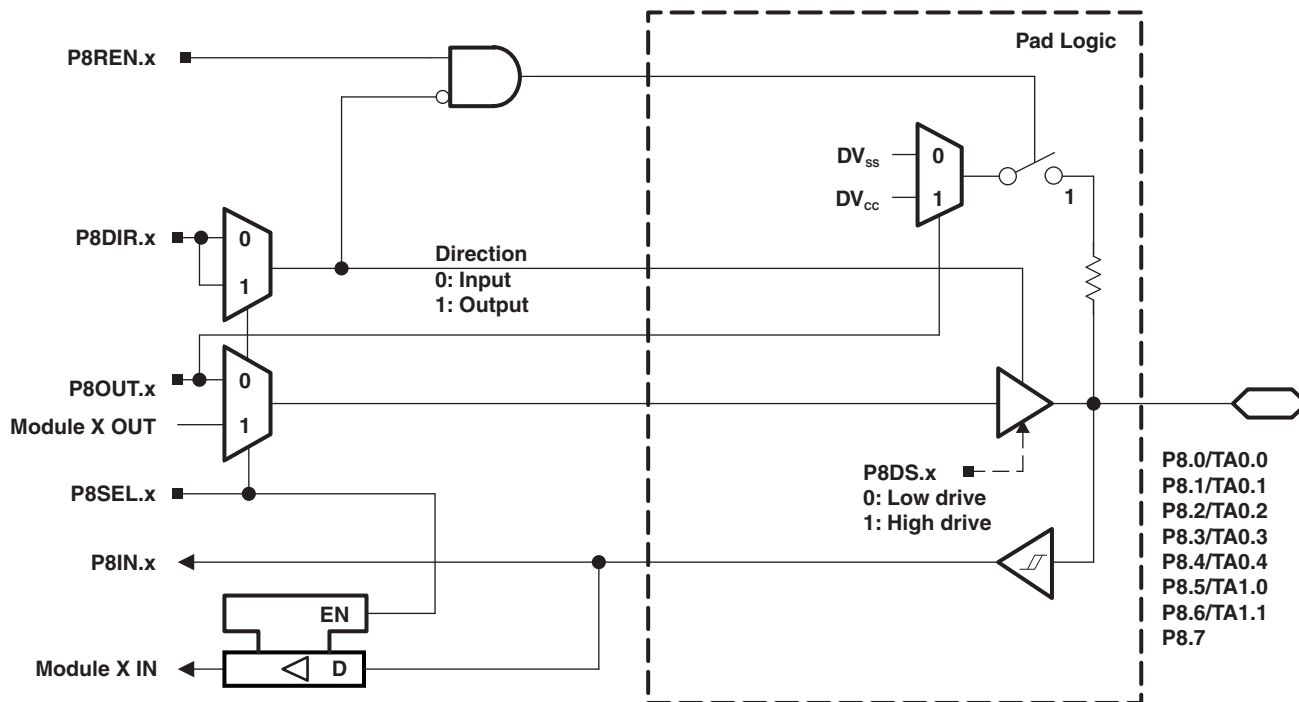 Pad Logic
P8REN.x
DVSS
0
DVCC
1
1
P8DIR.x
0
1
Direction
0: Input
1: Output
P8OUT.x
0
Module X OUT
1
P8SEL.x
P8DS.x
0: Low drive
1: High drive
P8.0/TA0.0
P8.1/TA0.1
P8.2/TA0.2
P8.3/TA0.3
P8.4/TA0.4
P8.5/TA1.0
P8.6/TA1.1
P8.7
P8IN.x
EN
Module X IN
D